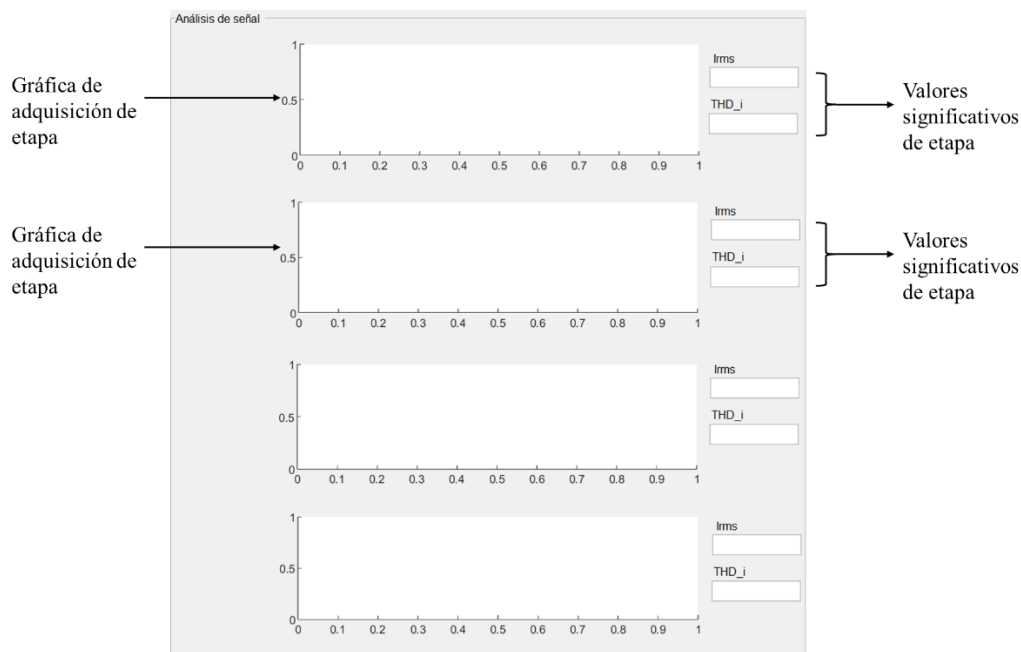 Análisis de señal
Gráfica de
adquisición de
etapa
1
0.5
0
0 0.1 0.2 0.3 0.4 0.5 0.6 0.7 0.8 0.9 1
Irms
THD_i
Valores
significativos
de etapa
Gráfica de
adquisición de
etapa
1
0.5
0
0 0.1 0.2 0.3 0.4 0.5 0.6 0.7 0.8 0.9 1
Irms
THD_i
Valores
significativos
de etapa
1
0.5
0
0 0.1 0.2 0.3 0.4 0.5 0.6 0.7 0.8 0.9 1
Irms
THD_i
1
0.5
0
0 0.1 0.2 0.3 0.4 0.5 0.6 0.7 0.8 0.9 1
Irms
THD_i